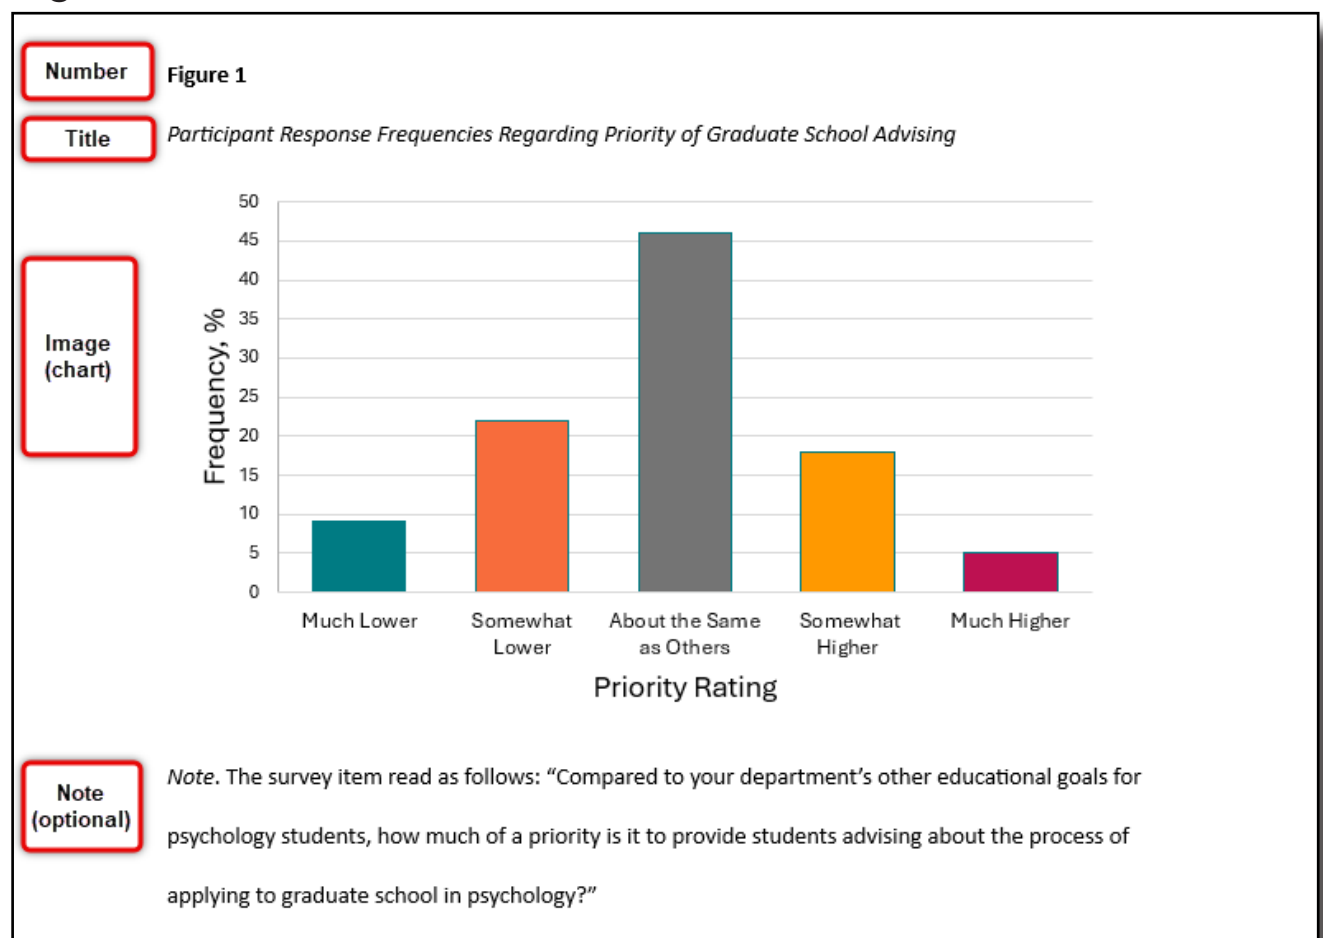 Number
Figure 1
Title
Participant Response Frequencies Regarding Priority of Graduate School Advising
Image
(chart)
Frequency, %
50
45
40
35
30
25
20
15
10
5
0
Much Lower
Somewhat
Lower
About the Same
as Others
Somewhat
Higher
Much Higher
Priority Rating
Note
(optional)
Note. The survey item read as follows: “Compared to your department’s other educational goals for
psychology students, how much of a priority is it to provide students advising about the process of
applying to graduate school in psychology?”